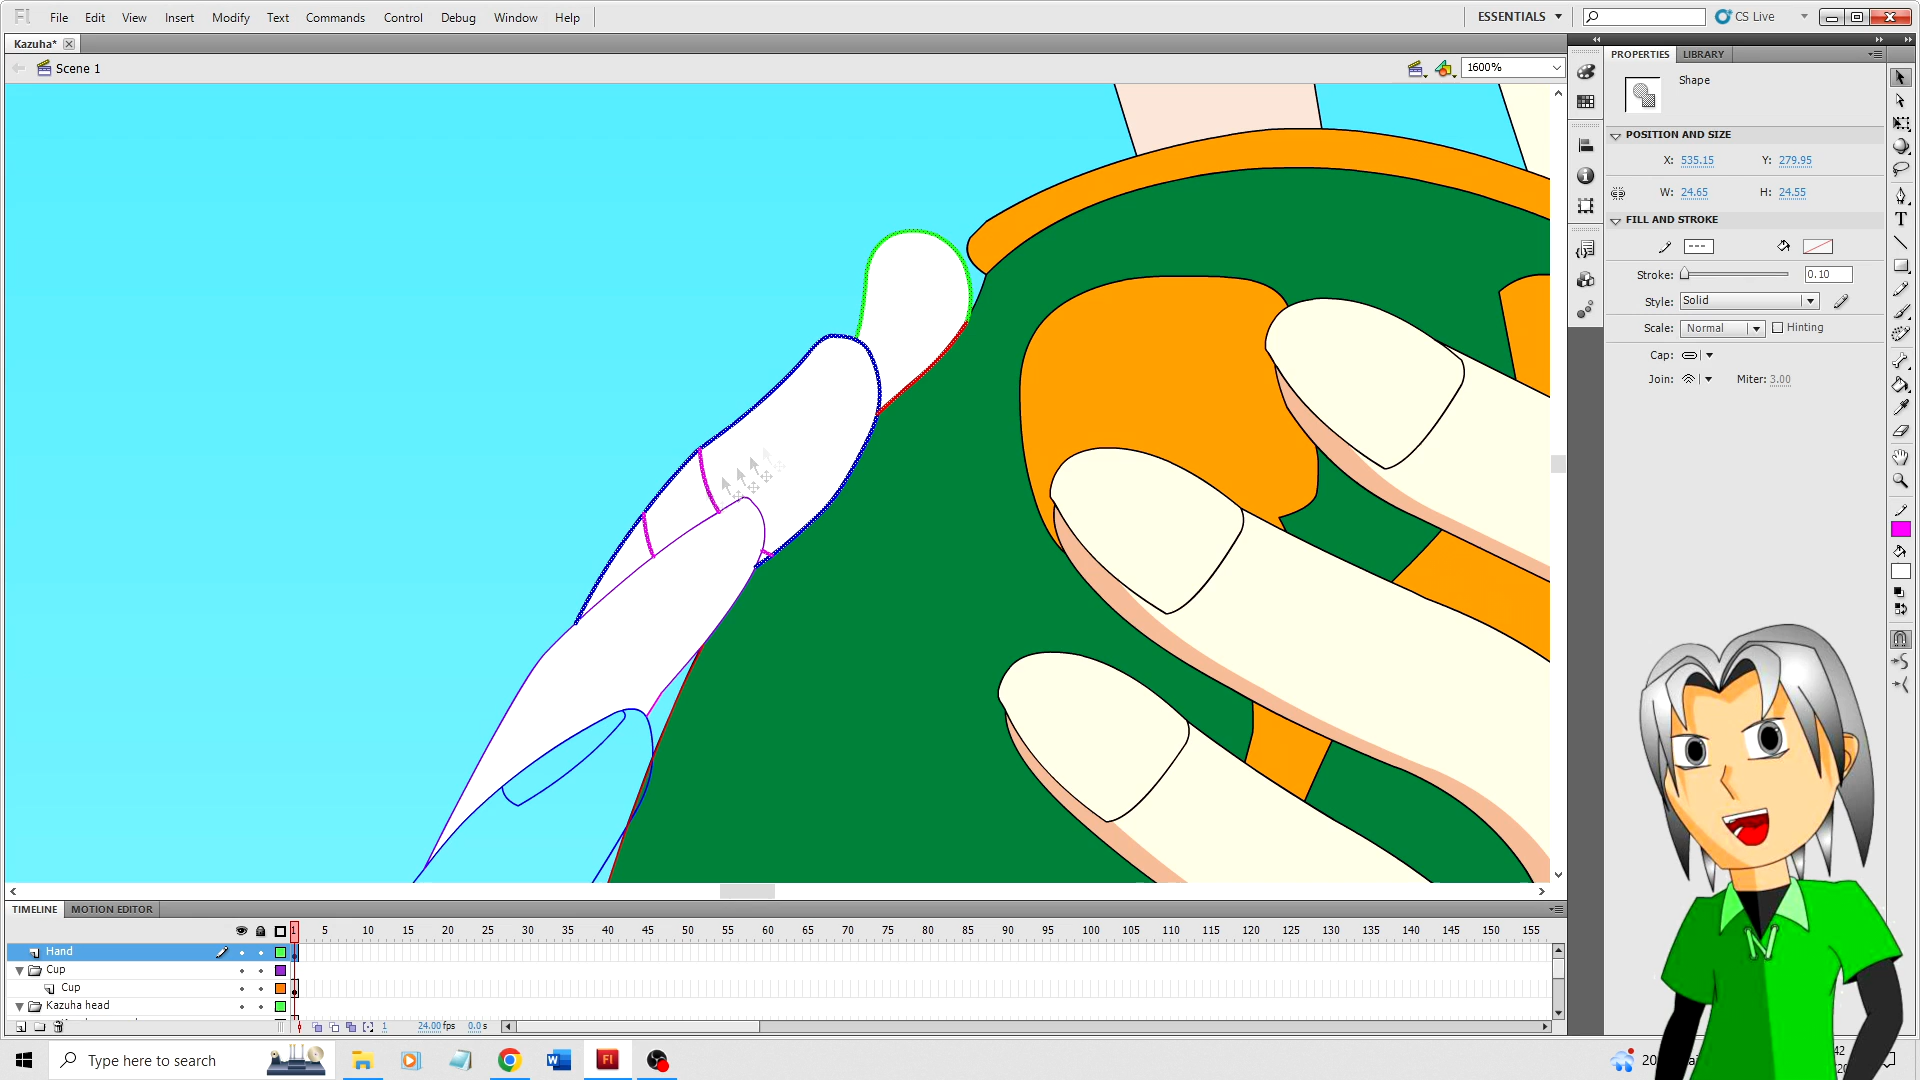 Fl File Edit View Insert Modify Text Commands Control Debug Window Help ESSENTIALS CS Live
Kazuha*
Scene 1 1600%
PROPERTIES LIBRARY
Shape
POSITION AND SIZE
X: 535.15 Y: 279.95
W: 24.65 H: 24.55
FILL AND STROKE
Stroke: 0.10
Style: Solid
Scale: Normal Hinting
Cap:
Join: Miter: 3.00
TIMELINE MOTION EDITOR
1 5 10 15 20 25 30 35 40 45 50 55 60 65 70 75 80 85 90 95 100 105 110 115 120 125 130 135 140 145 150 155
Hand
Cup
Cup
Kazuha head
1 24.00 fps 0.0 s
Type here to search